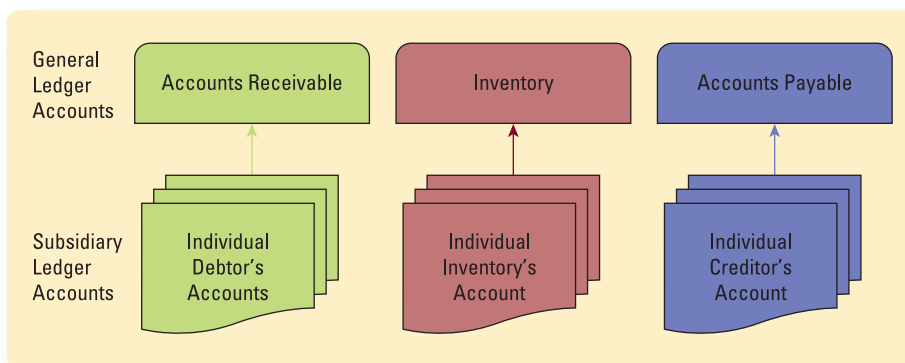 General
Ledger
Accounts
Accounts Receivable
Inventory
Accounts Payable
Subsidiary
Ledger
Accounts
Individual
Debtor’s
Accounts
Individual
Inventory’s
Account
Individual
Creditor’s
Account